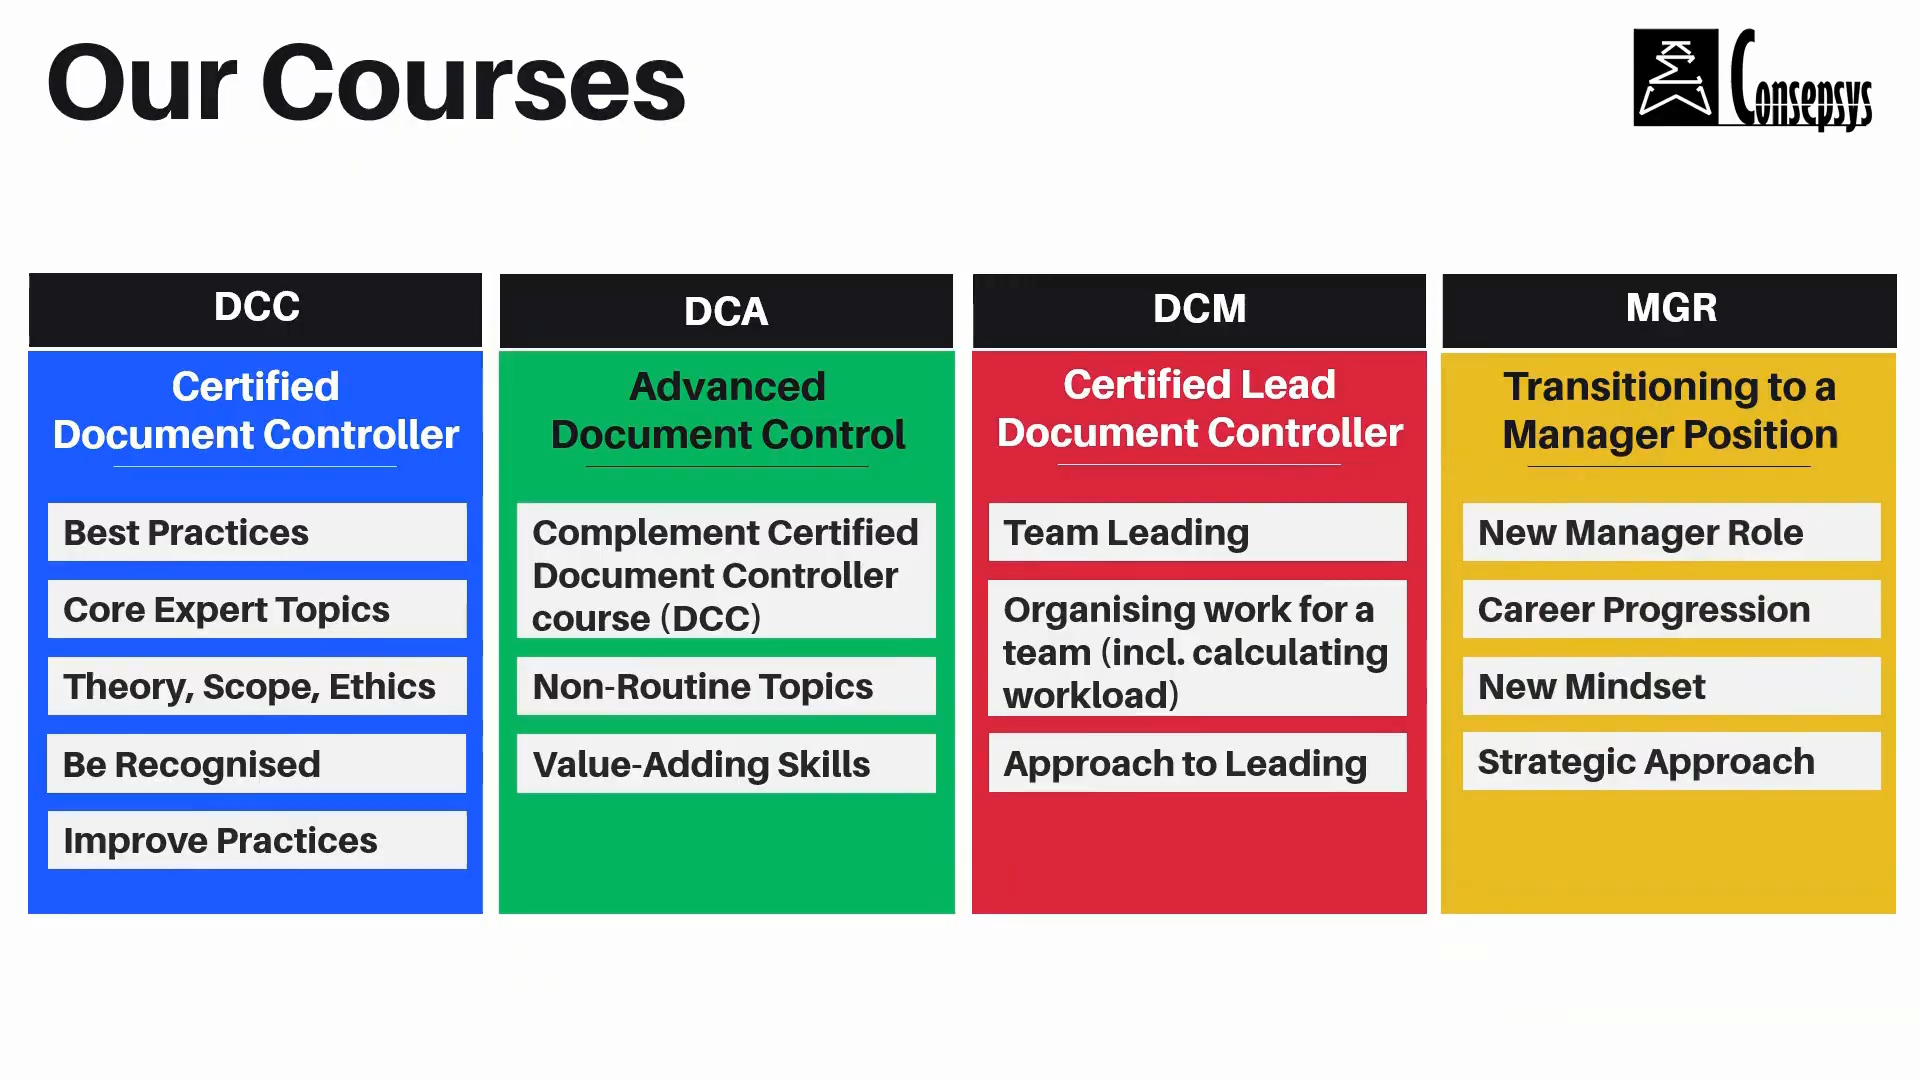 Our Courses
Consepsys
DCC
Certified
Document Controller
Best Practices
Core Expert Topics
Theory, Scope, Ethics
Be Recognised
Improve Practices
DCA
Advanced
Document Control
Complement Certified
Document Controller
course (DCC)
Non-Routine Topics
Value-Adding Skills
DCM
Certified Lead
Document Controller
Team Leading
Organising work for a
team (incl. calculating
workload)
Approach to Leading
MGR
Transitioning to a
Manager Position
New Manager Role
Career Progression
New Mindset
Strategic Approach